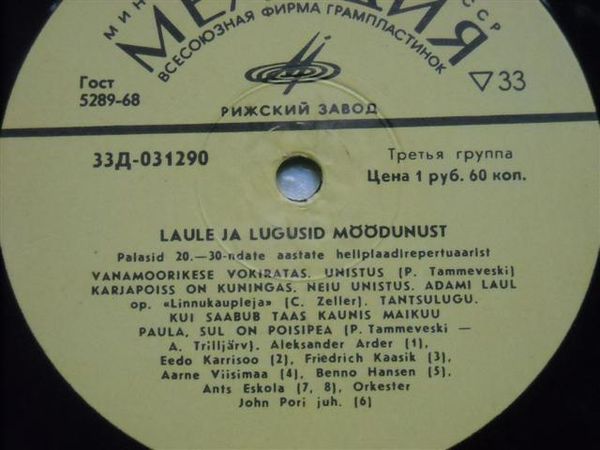 МИН
ССР
МЕЛ
ДИЯ
ВСЕСОЮЗНАЯ ФИРМА ГРАМПЛАСТИНОК
Гост
5289-68
▽33
РИЖСКИЙ ЗАВОД
33Д-031290
Третья группа
Цена 1 руб. 60 коп.
LAULE JA LUGUSID MÖÖDUNUST
Palasid 20.—30-ndate aastate heliplaadirepertuaarist
VANAMOORIKESE VOKIRATAS. UNISTUS (P. Tammeveski)
KARJAPOISS ON KUNINGAS. NEIU UNISTUS. ADAMI LAUL
op. «Linnukaupleja» (C. Zeller). TANTSULUGU.
KUI SAABUB TAAS KAUNIS MAIKUU
PAULA, SUL ON POISIPEA (P. Tammeveski —
A. Trilljärv). Aleksander Arder (1),
Eedo Karrisoo (2), Friedrich Kaasik (3),
Aarne Viisimaa (4), Benno Hansen (5),
Ants Eskola (7, 8), Orkester
John Pori juh. (6)